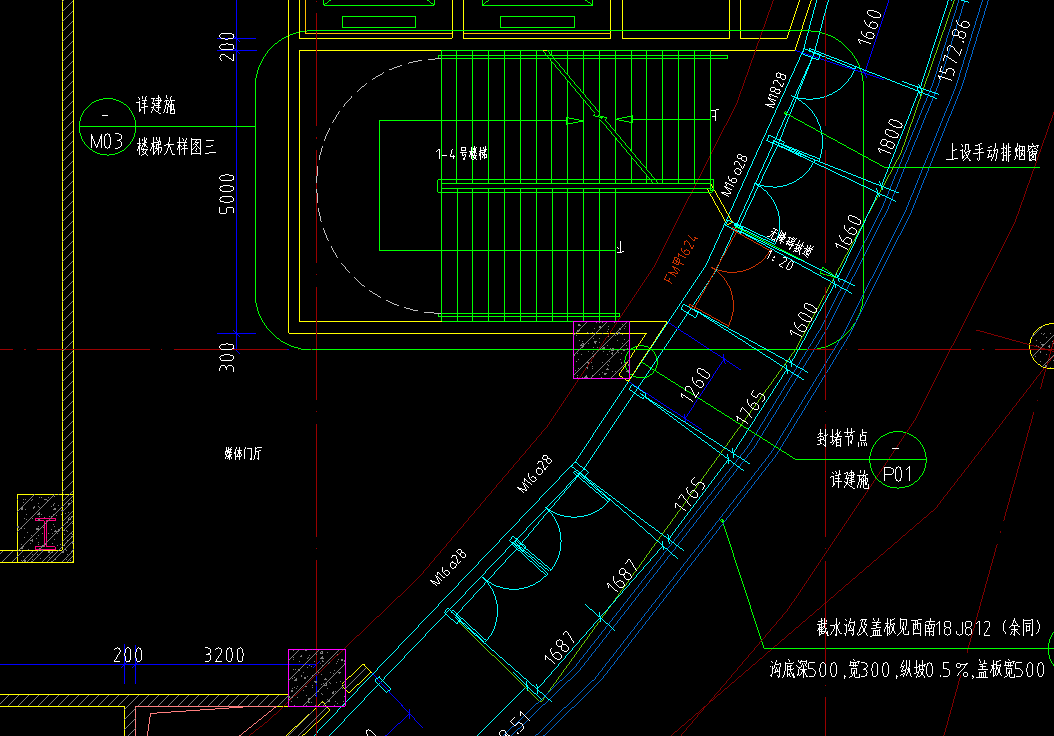 1660
1572.86
200
详建施
M03
楼梯大样图三
M1828
1800
上设手动排烟窗
1-4 号楼梯
下
M16a28
5000
1660
FM甲1624
1:20
下
1600
300
1260
1765
封堵节点
详建施
P01
媒体门厅
M16a28
1765
M16a28
1687
截水沟及盖板见西南18J812 (余同)
200
3200
1687
沟底深500,宽300,纵坡0.5%,盖板宽500